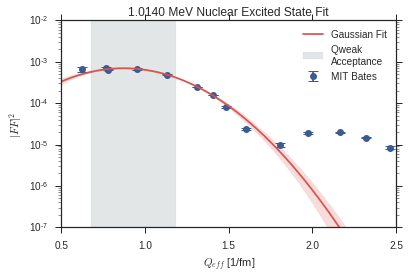 1.0140 MeV Nuclear Excited State Fit
10^-2
10^-3
10^-4
10^-5
10^-6
10^-7
|FF|^2
Gaussian Fit
Qweak
Acceptance
MIT Bates
0.5 1.0 1.5 2.0 2.5
Q_eff [1/fm]